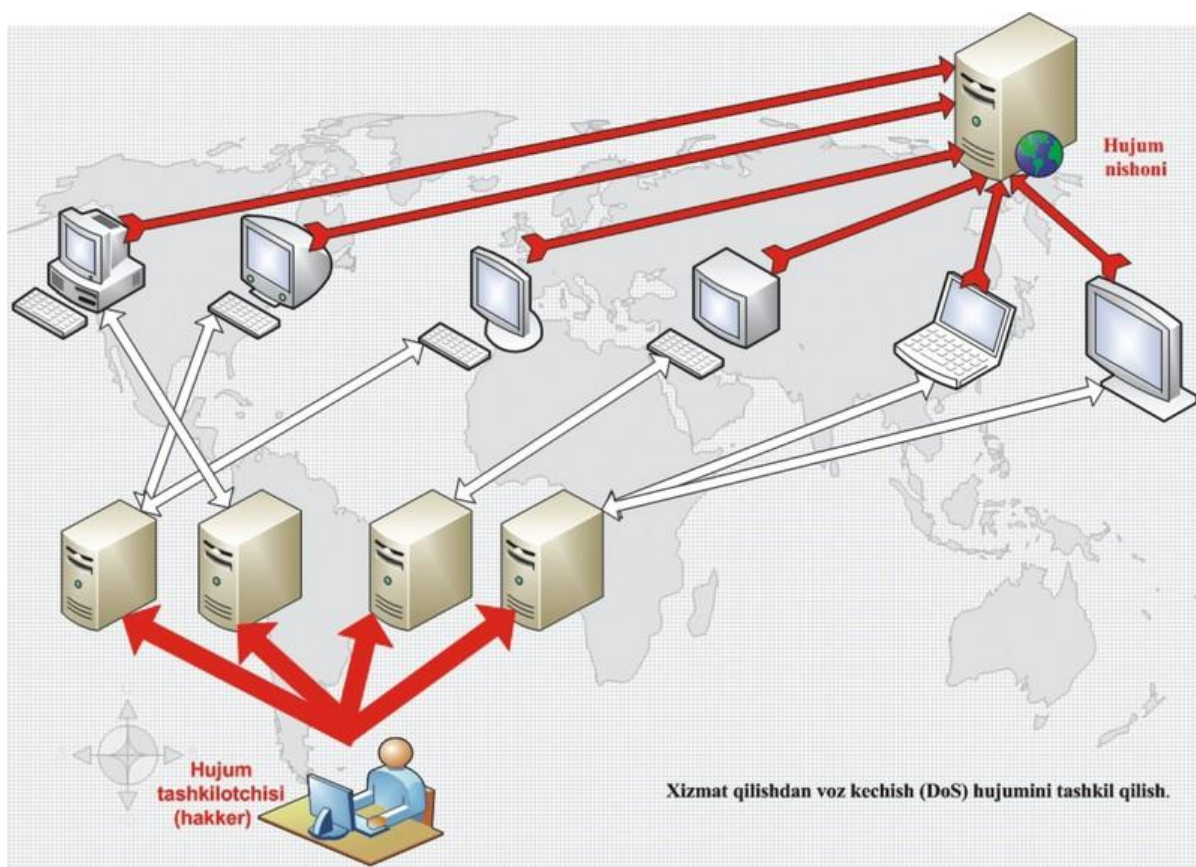 Hujum
nishoni
Hujum
tashkilotchisi
(hakker)
Xizmat qilishdan voz kechish (DoS) hujumini tashkil qilish.